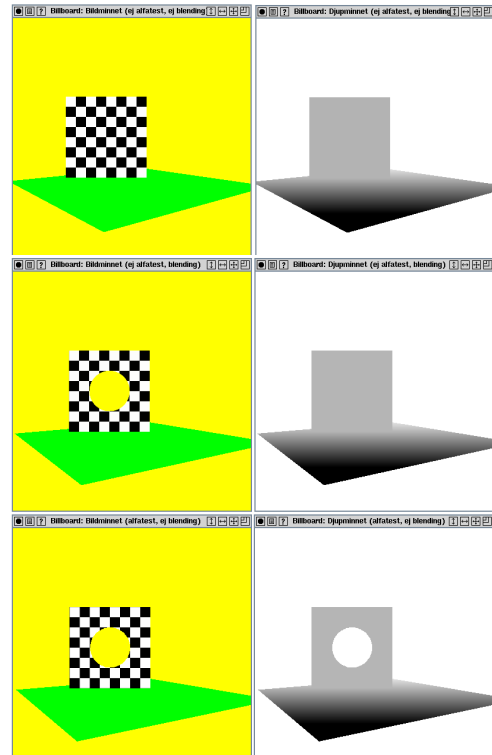 Billboard: Bildminnet (ej alfatest, ej blending
Billboard: Djupminnet (ej alfatest, ej blending
Billboard: Bildminnet (ej alfatest, blending)
Billboard: Djupminnet (ej alfatest, blending)
Billboard: Bildminnet (alfatest, ej blending)
Billboard: Djupminnet (alfatest, ej blending)